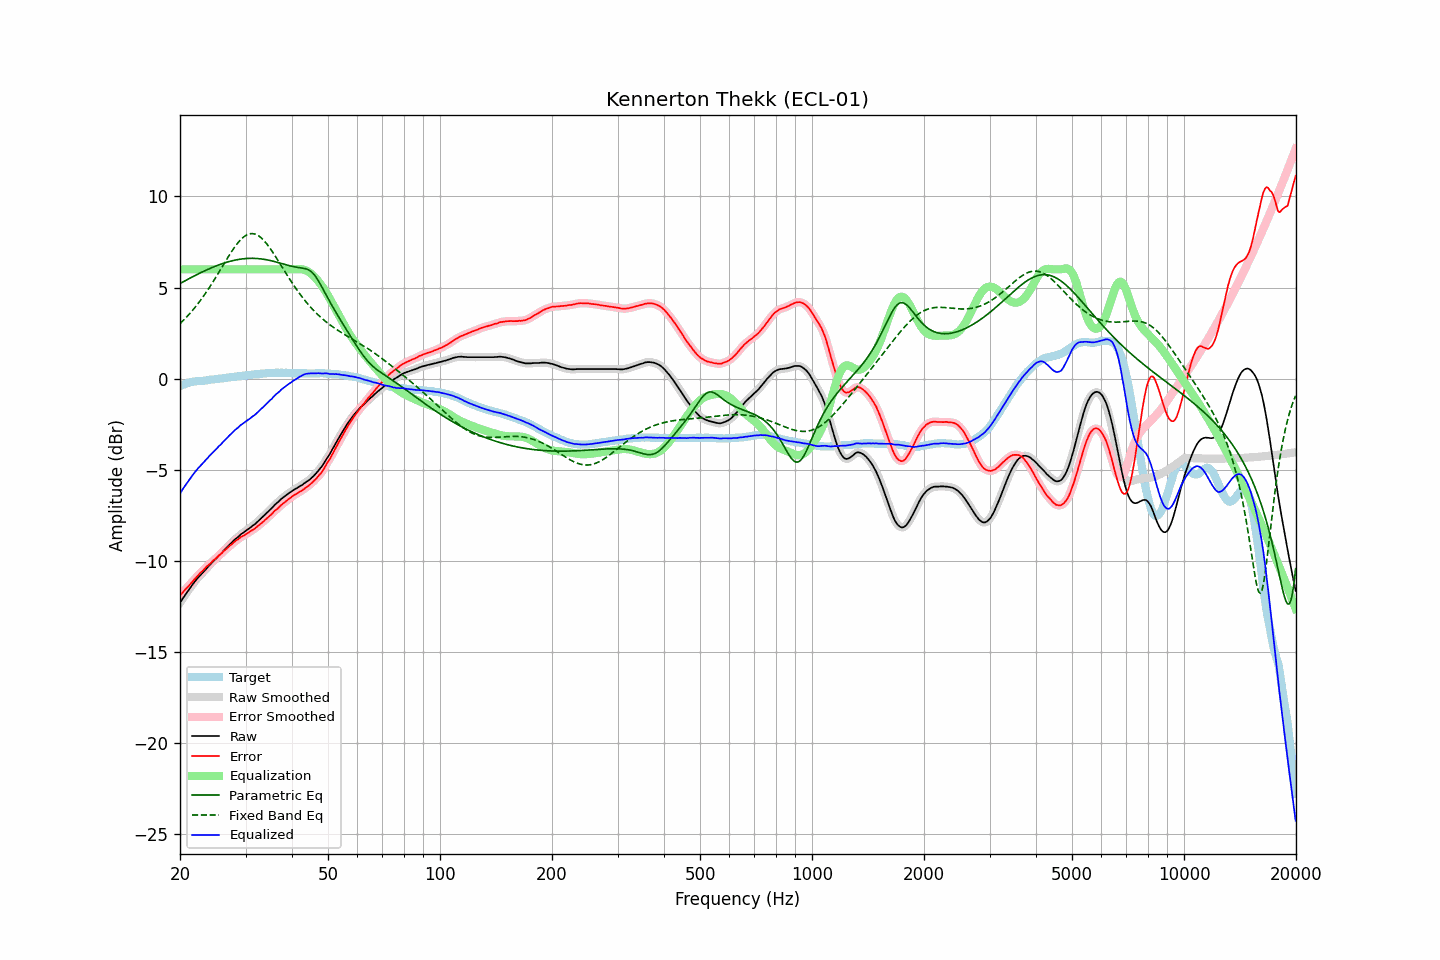 Kennerton Thekk (ECL-01)
Amplitude (dBr)
10
5
0
−5
−10
−15
−20
−25
Target
Raw Smoothed
Error Smoothed
Raw
Error
Equalization
Parametric Eq
Fixed Band Eq
Equalized
20 50 100 200 500 1000 2000 5000 10000 20000
Frequency (Hz)